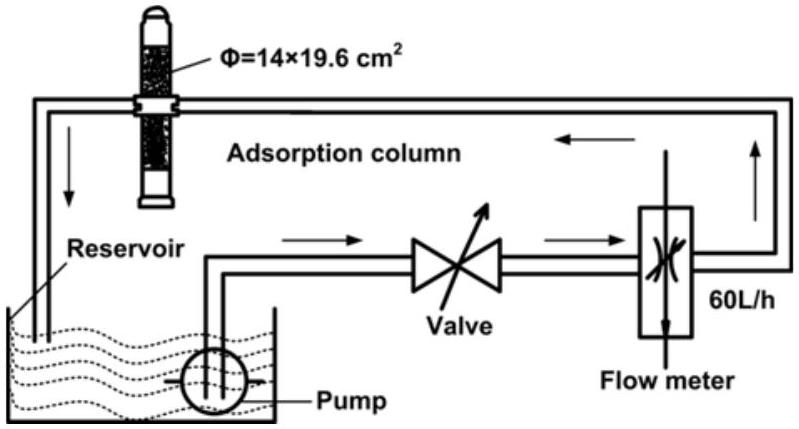 Φ=14×19.6 cm²
Adsorption column
Reservoir
Valve
60L/h
Flow meter
Pump